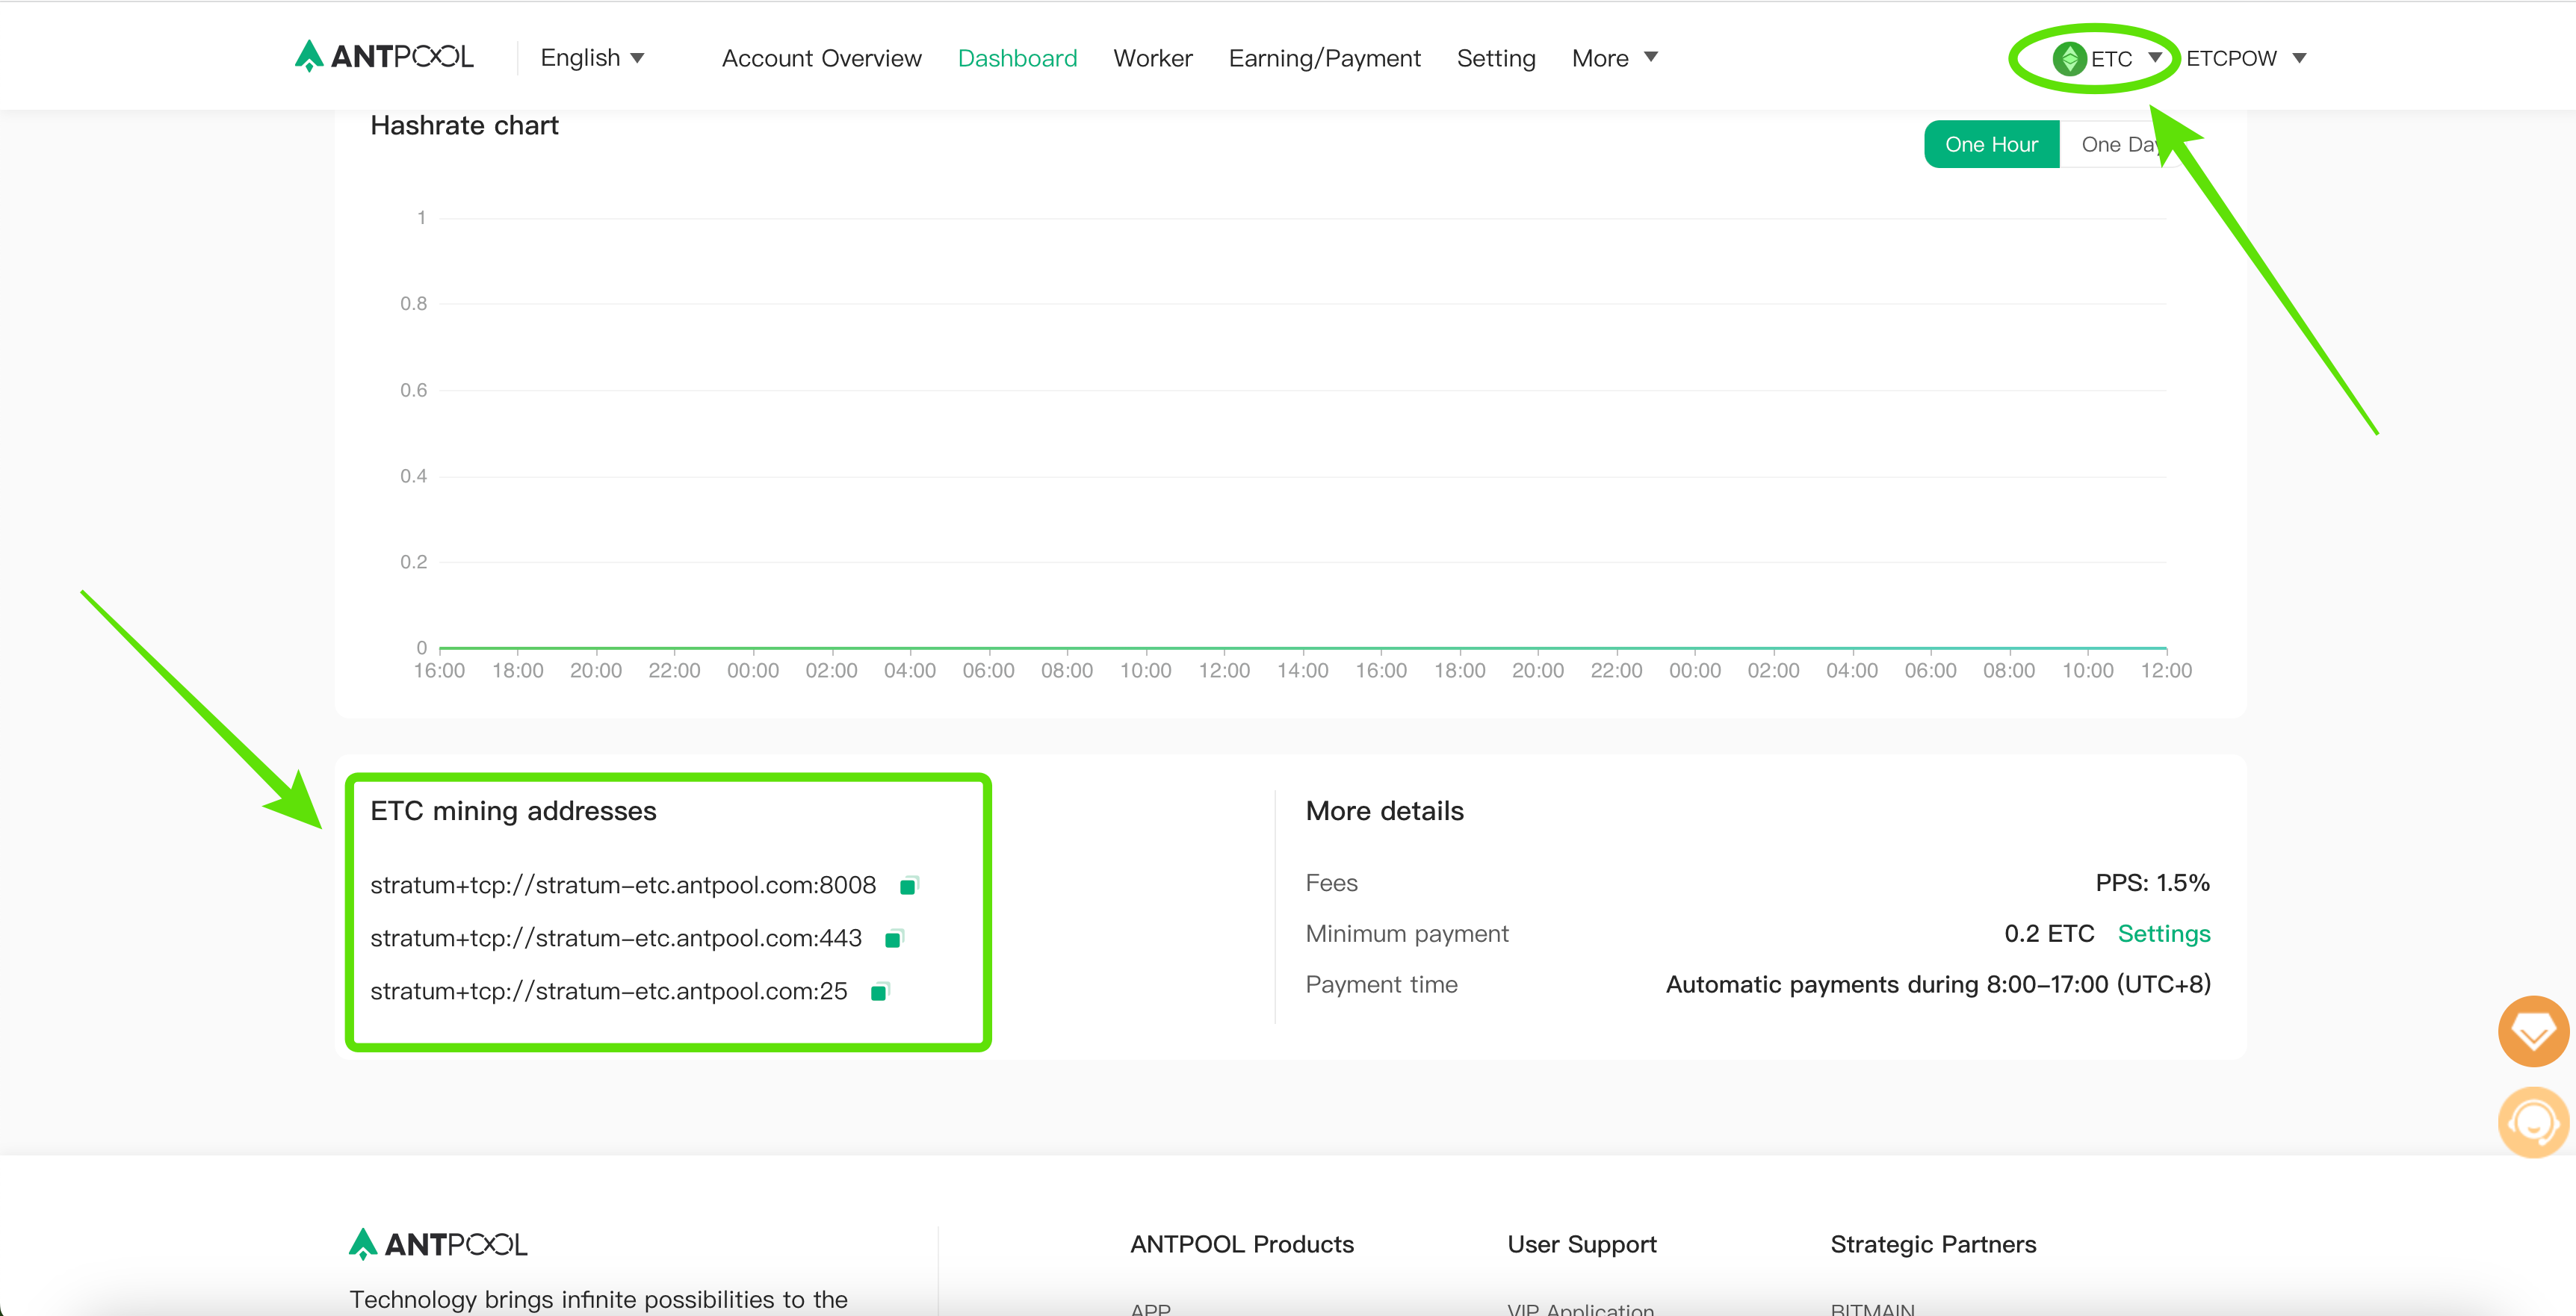 ANTPOOL English Account Overview Dashboard Worker Earning/Payment Setting More ETC ETCPOW
Hashrate chart
One Hour One Day
1
0.8
0.6
0.4
0.2
0
16:00 18:00 20:00 22:00 00:00 02:00 04:00 06:00 08:00 10:00 12:00 14:00 16:00 18:00 20:00 22:00 00:00 02:00 04:00 06:00 08:00 10:00 12:00
ETC mining addresses
stratum+tcp://stratum-etc.antpool.com:8008
stratum+tcp://stratum-etc.antpool.com:443
stratum+tcp://stratum-etc.antpool.com:25
More details
Fees PPS: 1.5%
Minimum payment 0.2 ETC Settings
Payment time Automatic payments during 8:00-17:00 (UTC+8)
ANTPOOL
Technology brings infinite possibilities to the
ANTPOOL Products
APP
User Support
VIP Application
Strategic Partners
BITMAIN